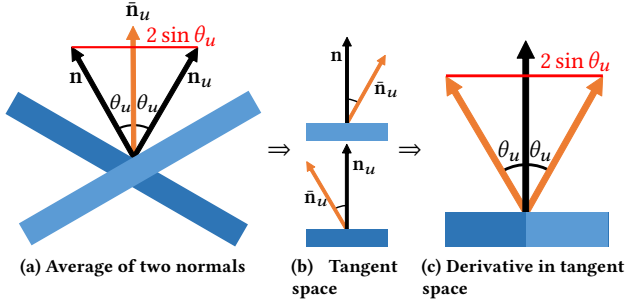 n̄ᵤ
2 sin θᵤ
n
nᵤ
θᵤ θᵤ
(a) Average of two normals
⇒
n
n̄ᵤ
nᵤ
n̄ᵤ
(b) Tangent
space
⇒
2 sin θᵤ
θᵤ θᵤ
(c) Derivative in tangent
space